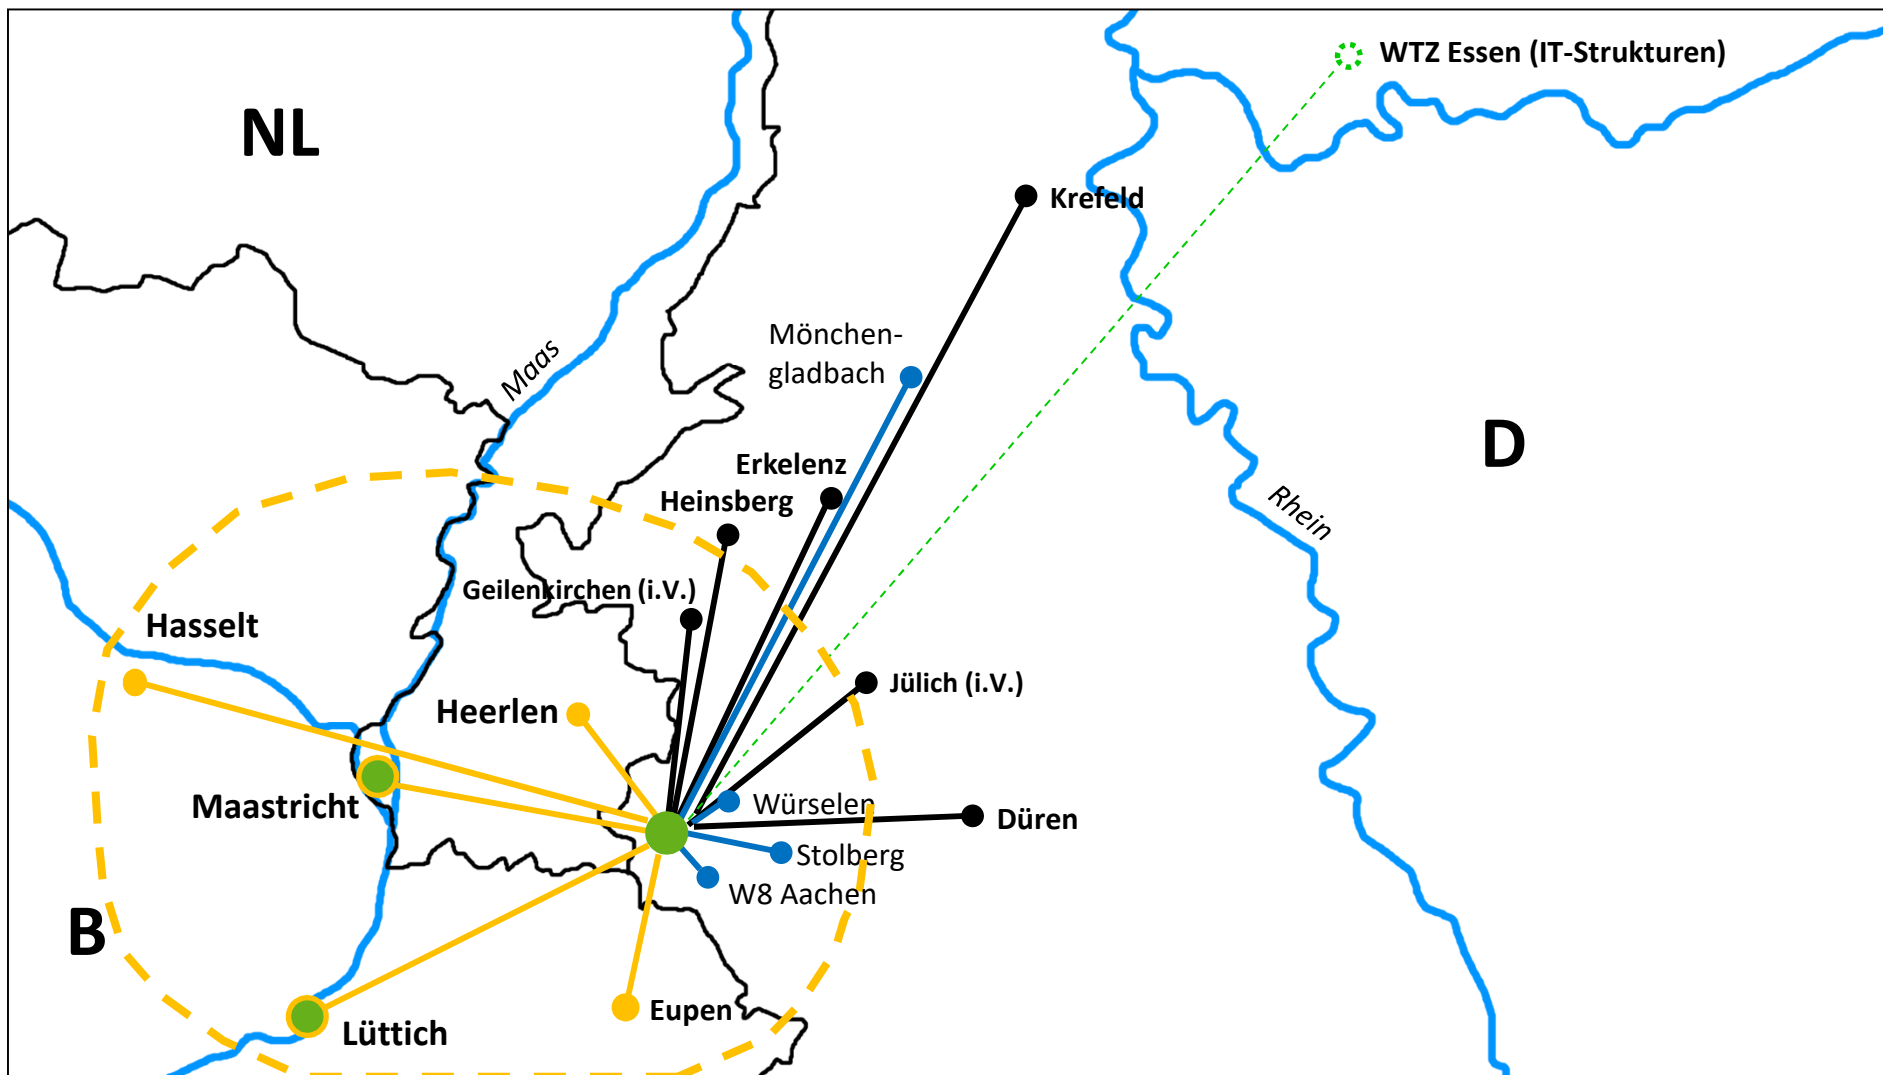 WTZ Essen (IT-Strukturen)
NL
Krefeld
Mönchen-
gladbach
Maas
D
Erkelenz
Heinsberg
Rhein
Geilenkirchen (i.V.)
Hasselt
Jülich (i.V.)
Heerlen
Maastricht
Würselen
Düren
Stolberg
W8 Aachen
B
Eupen
Lüttich